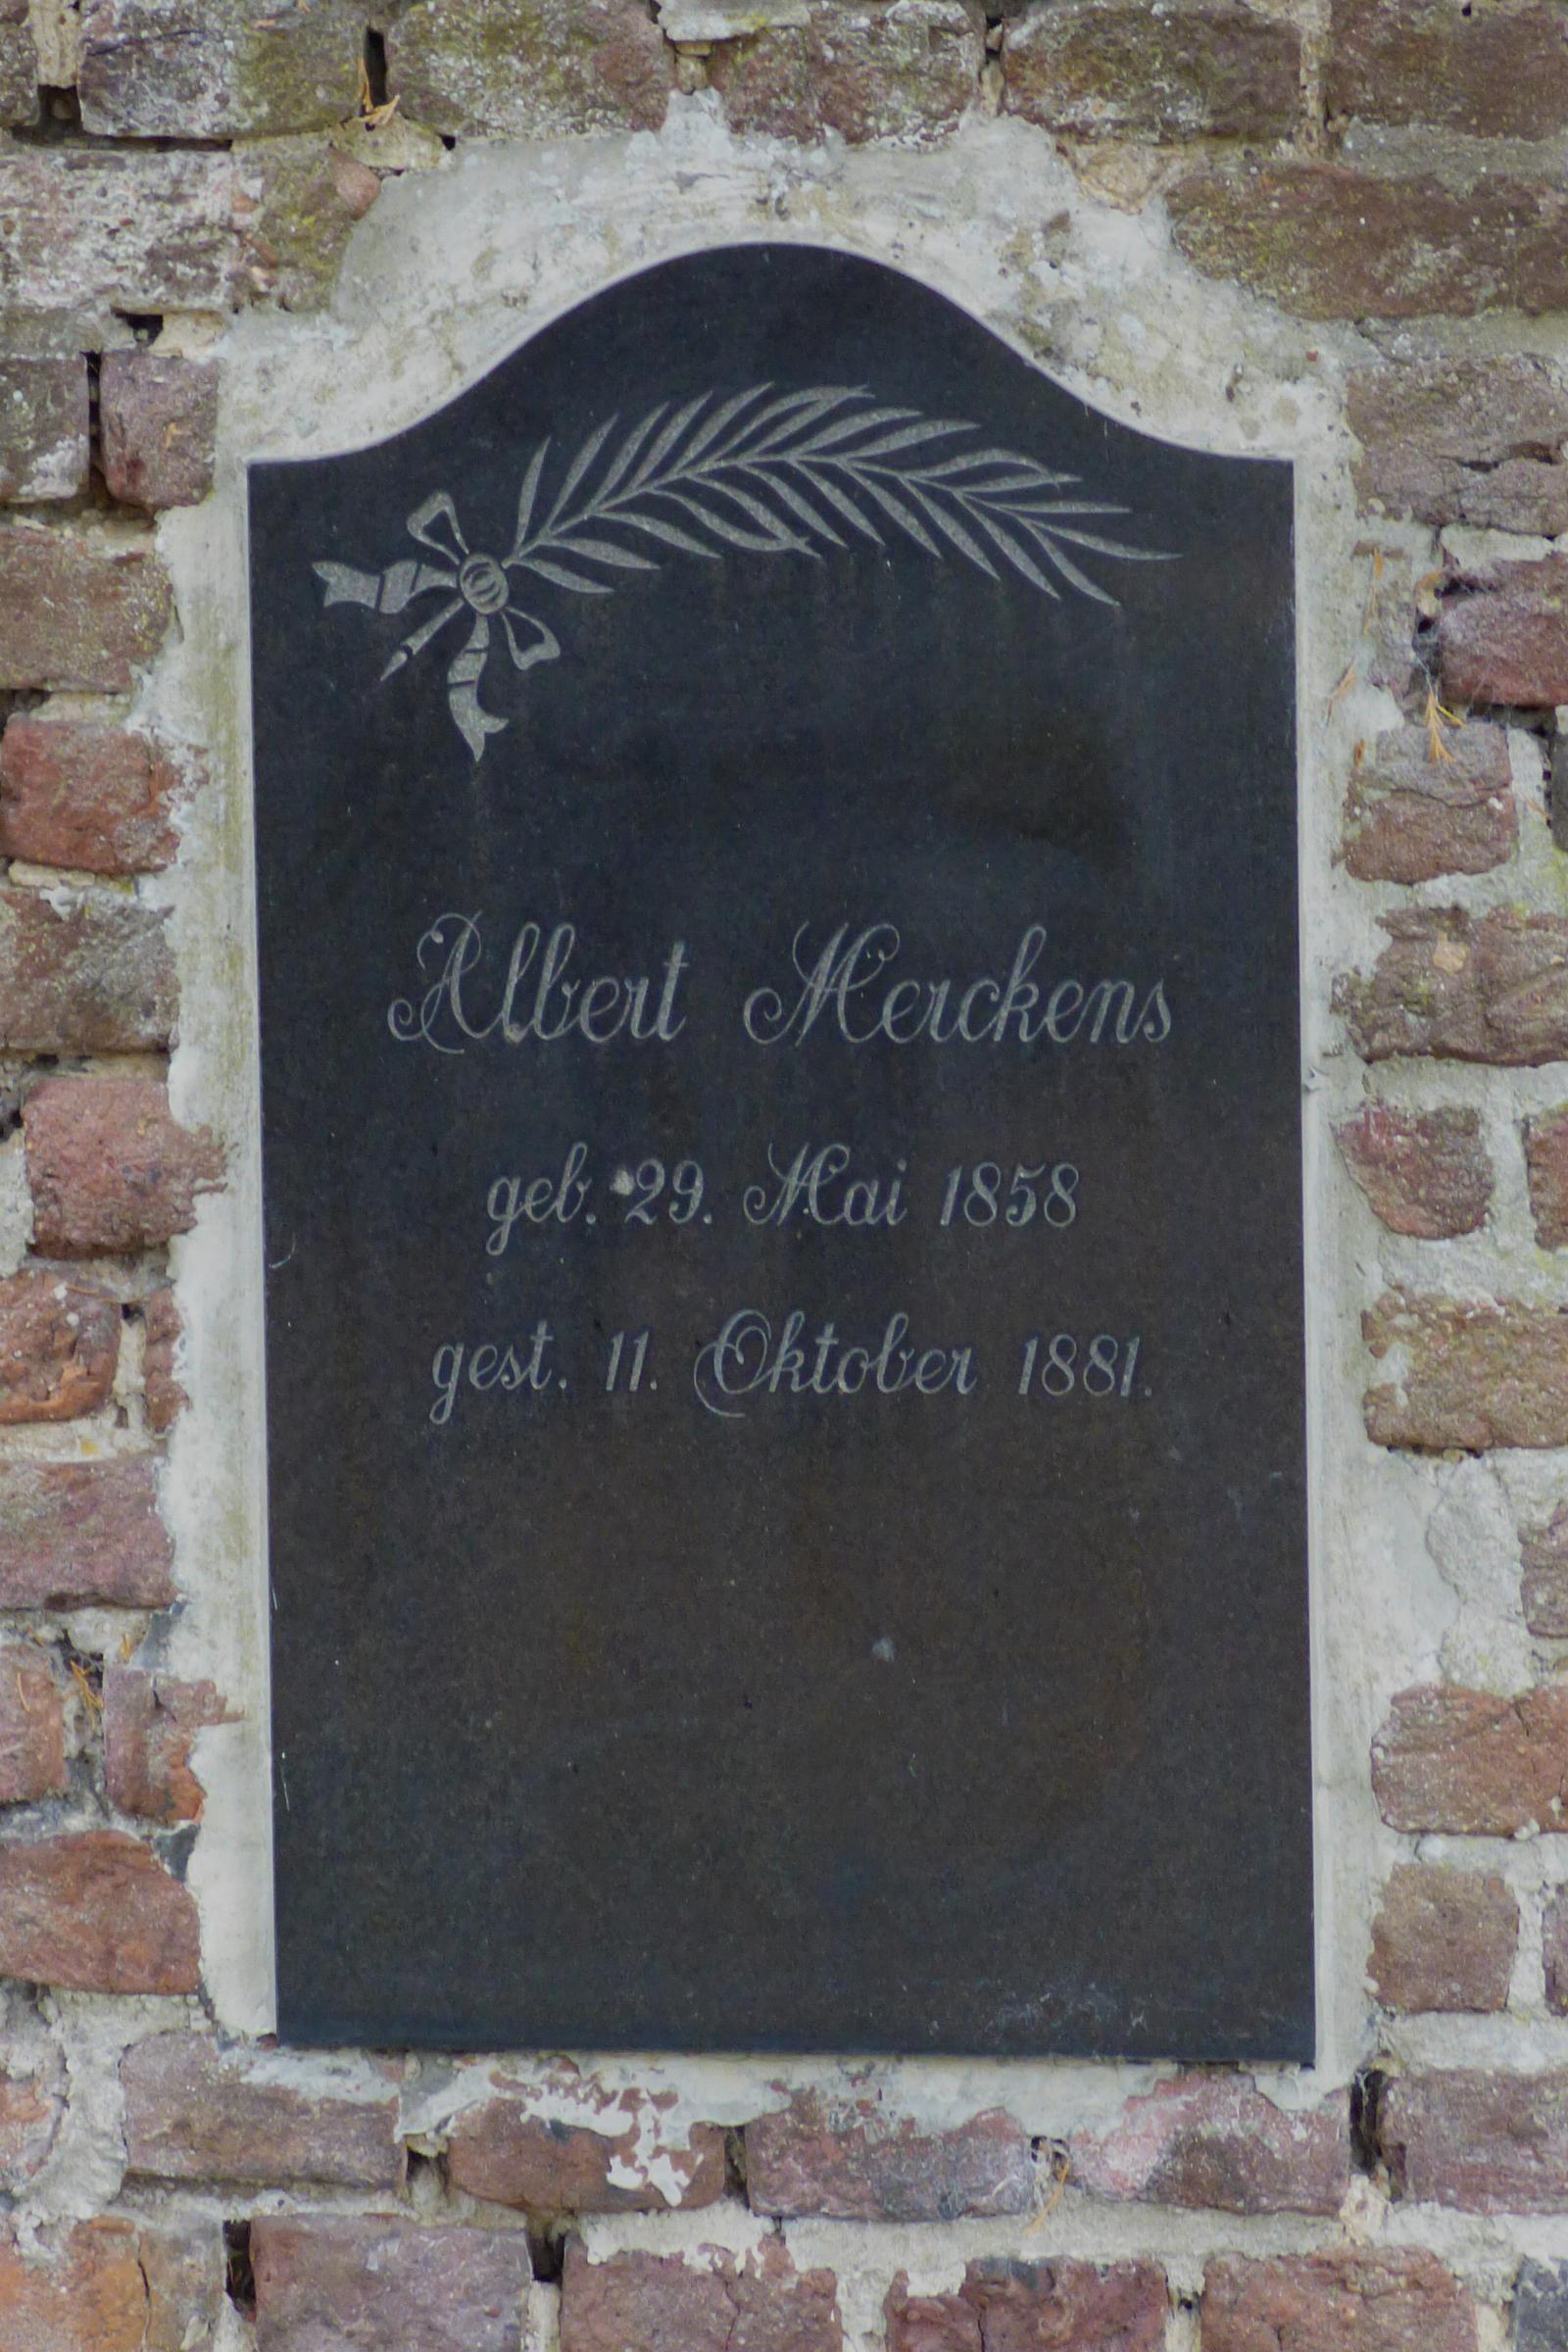 Albert Merckens
geb. 29. Mai 1858
gest. 11. Oktober 1881.